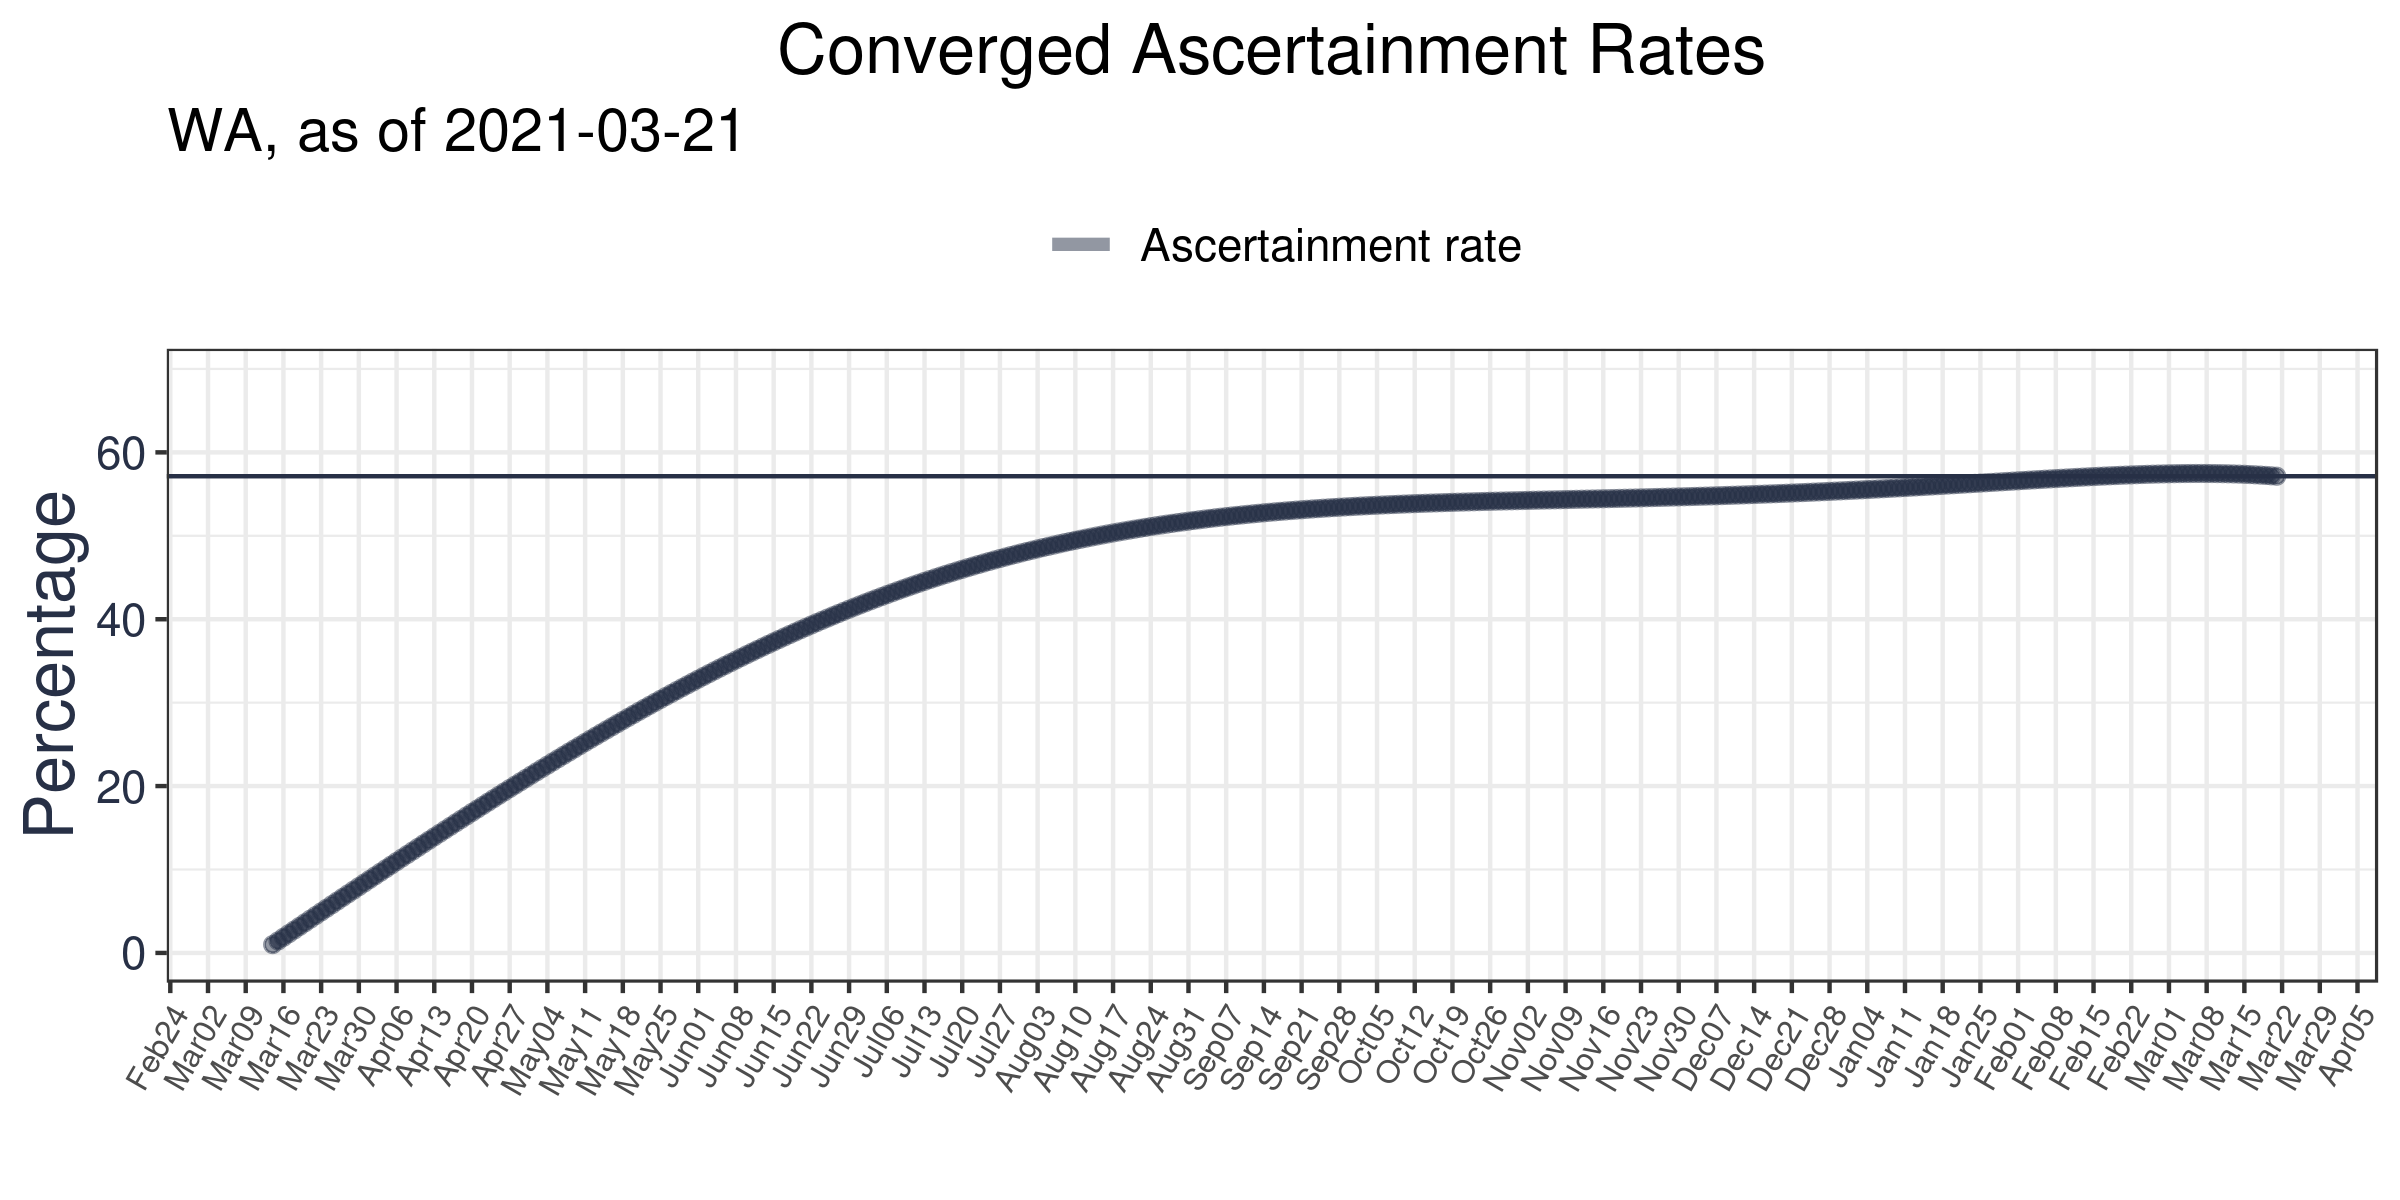 Converged Ascertainment Rates
WA, as of 2021-03-21
Ascertainment rate
Percentage
60
40
20
0
Feb24
Mar02
Mar09
Mar16
Mar23
Mar30
Apr06
Apr13
Apr20
Apr27
May04
May11
May18
May25
Jun01
Jun08
Jun15
Jun22
Jun29
Jul06
Jul13
Jul20
Jul27
Aug03
Aug10
Aug17
Aug24
Aug31
Sep07
Sep14
Sep21
Sep28
Oct05
Oct12
Oct19
Oct26
Nov02
Nov09
Nov16
Nov23
Nov30
Dec07
Dec14
Dec21
Dec28
Jan04
Jan11
Jan18
Jan25
Feb01
Feb08
Feb15
Feb22
Mar01
Mar08
Mar15
Mar22
Mar29
Apr05